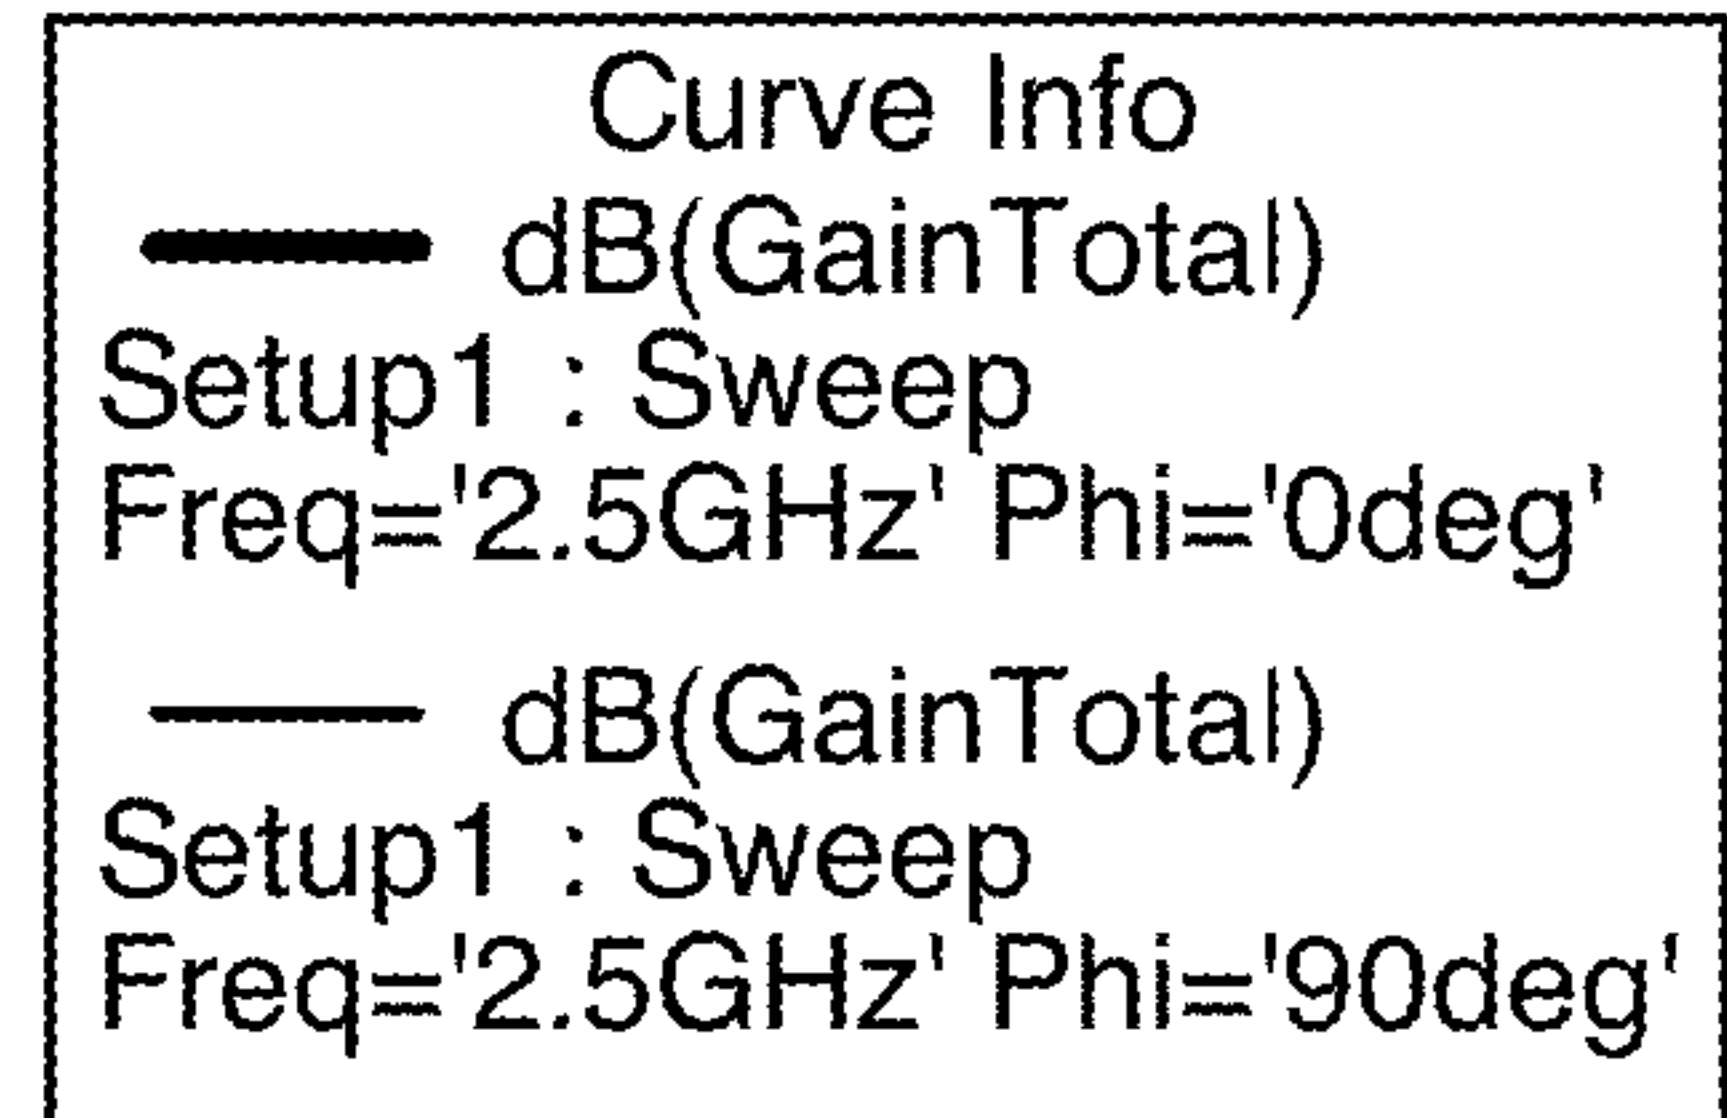 Curve Info
dB(GainTotal)
Setup1 : Sweep
Freq='2.5GHz' Phi='0deg'
dB(GainTotal)
Setup1 : Sweep
Freq='2.5GHz' Phi='90deg'